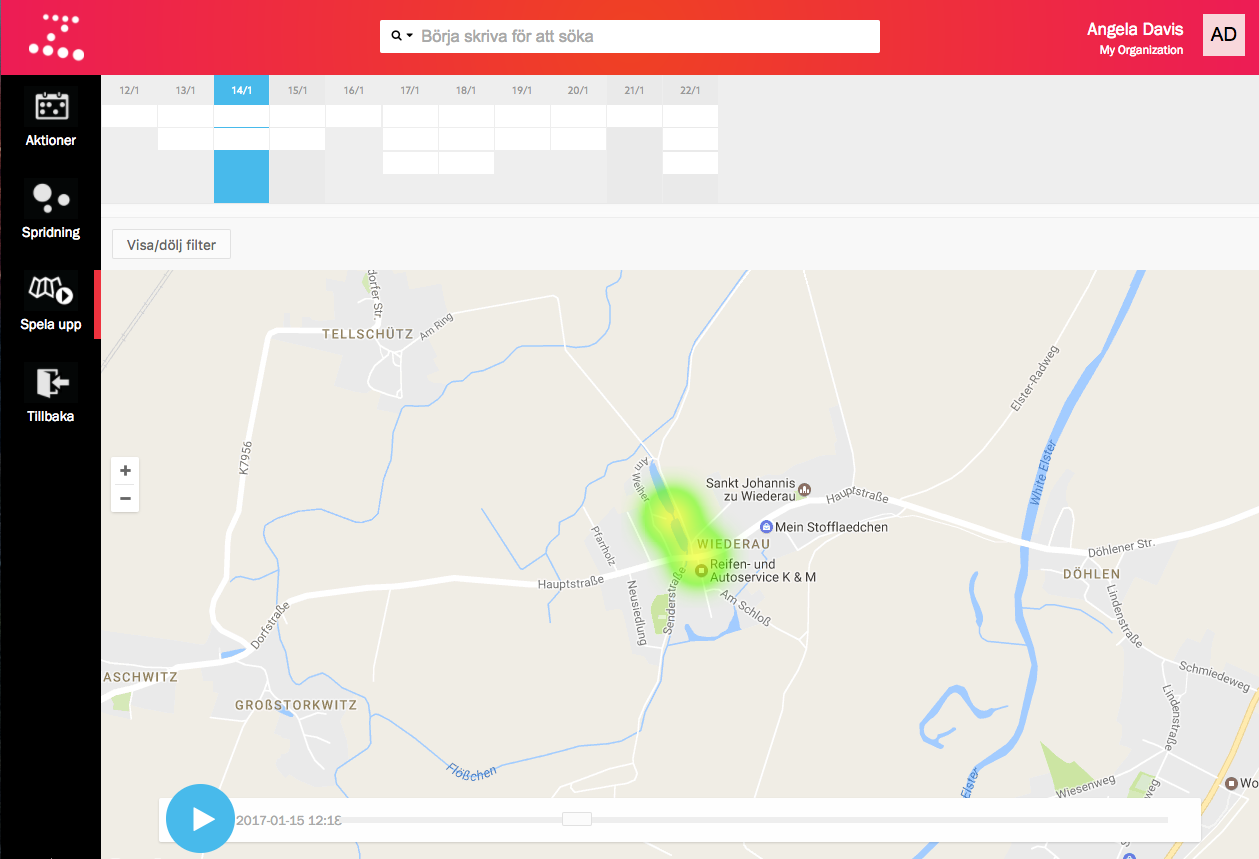 Börja skriva för att söka
Angela Davis
My Organization
AD
12/1 13/1 14/1 15/1 16/1 17/1 18/1 19/1 20/1 21/1 22/1
Aktioner
Spridning
Spela upp
Tillbaka
Visa/dölj filter
dorfer Str.
TELLSCHÜTZ
Am Ring
Elster-Radweg
K7956
Am Weiher
White Elster
Sankt Johannis
zu Wiederau
Hauptstraße
Mein Stofflaedchen
Pfarrholz
WIEDERAU
Döhlener Str.
Reifen- und
Autoservice K & M
DÖHLEN
Hauptstraße
Neusiedlung
Senderstraße
Am Schloß
Lindenstraße
Dorfstraße
ASCHWITZ
Schmiedeweg
GROßSTORKWITZ
Lindenstraße
Flößchen
Elster
Wiesenweg
weg
Wo
+
−
2017-01-15 12:13